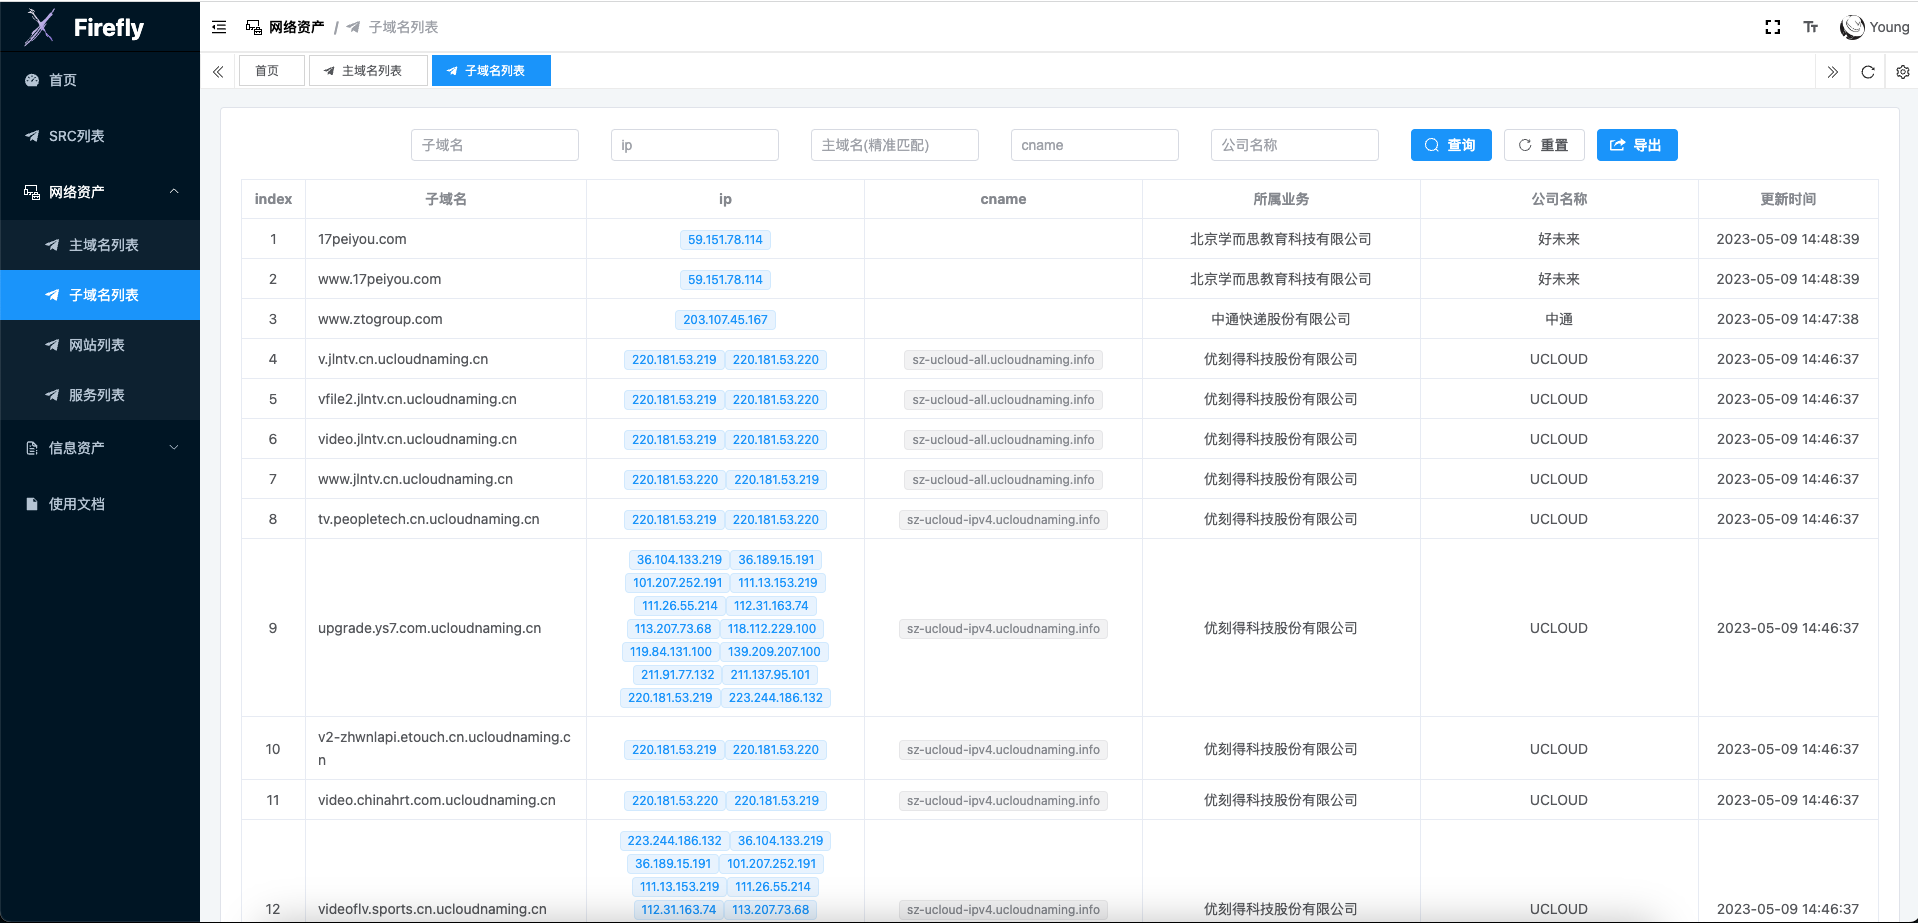 Firefly
网络资产 / 子域名列表
Young
首页
主域名列表
子域名列表
首页
SRC列表
网络资产
主域名列表
子域名列表
网站列表
服务列表
信息资产
使用文档
子域名 ip 主域名(精准匹配) cname 公司名称 查询 重置 导出
index 子域名 ip cname 所属业务 公司名称 更新时间
1 17peiyou.com 59.151.78.114 北京学而思教育科技有限公司 好未来 2023-05-09 14:48:39
2 www.17peiyou.com 59.151.78.114 北京学而思教育科技有限公司 好未来 2023-05-09 14:48:39
3 www.ztogroup.com 203.107.45.167 中通快递股份有限公司 中通 2023-05-09 14:47:38
4 v.jlntv.cn.ucloudnaming.cn 220.181.53.219 220.181.53.220 sz-ucloud-all.ucloudnaming.info 优刻得科技股份有限公司 UCLOUD 2023-05-09 14:46:37
5 vfile2.jlntv.cn.ucloudnaming.cn 220.181.53.219 220.181.53.220 sz-ucloud-all.ucloudnaming.info 优刻得科技股份有限公司 UCLOUD 2023-05-09 14:46:37
6 video.jlntv.cn.ucloudnaming.cn 220.181.53.219 220.181.53.220 sz-ucloud-all.ucloudnaming.info 优刻得科技股份有限公司 UCLOUD 2023-05-09 14:46:37
7 www.jlntv.cn.ucloudnaming.cn 220.181.53.220 220.181.53.219 sz-ucloud-all.ucloudnaming.info 优刻得科技股份有限公司 UCLOUD 2023-05-09 14:46:37
8 tv.peopletech.cn.ucloudnaming.cn 220.181.53.219 220.181.53.220 sz-ucloud-ipv4.ucloudnaming.info 优刻得科技股份有限公司 UCLOUD 2023-05-09 14:46:37
36.104.133.219 36.189.15.191
101.207.252.191 111.13.153.219
111.26.55.214 112.31.163.74
9 upgrade.ys7.com.ucloudnaming.cn 113.207.73.68 118.112.229.100 sz-ucloud-ipv4.ucloudnaming.info 优刻得科技股份有限公司 UCLOUD 2023-05-09 14:46:37
119.84.131.100 139.209.207.100
211.91.77.132 211.137.95.101
220.181.53.219 223.244.186.132
v2-zhwnlapi.etouch.cn.ucloudnaming.c
10 220.181.53.219 220.181.53.220 sz-ucloud-ipv4.ucloudnaming.info 优刻得科技股份有限公司 UCLOUD 2023-05-09 14:46:37
n
11 video.chinahrt.com.ucloudnaming.cn 220.181.53.220 220.181.53.219 sz-ucloud-ipv4.ucloudnaming.info 优刻得科技股份有限公司 UCLOUD 2023-05-09 14:46:37
223.244.186.132 36.104.133.219
36.189.15.191 101.207.252.191
111.13.153.219 111.26.55.214
12 videoflv.sports.cn.ucloudnaming.cn 112.31.163.74 113.207.73.68 sz-ucloud-ipv4.ucloudnaming.info 优刻得科技股份有限公司 UCLOUD 2023-05-09 14:46:37